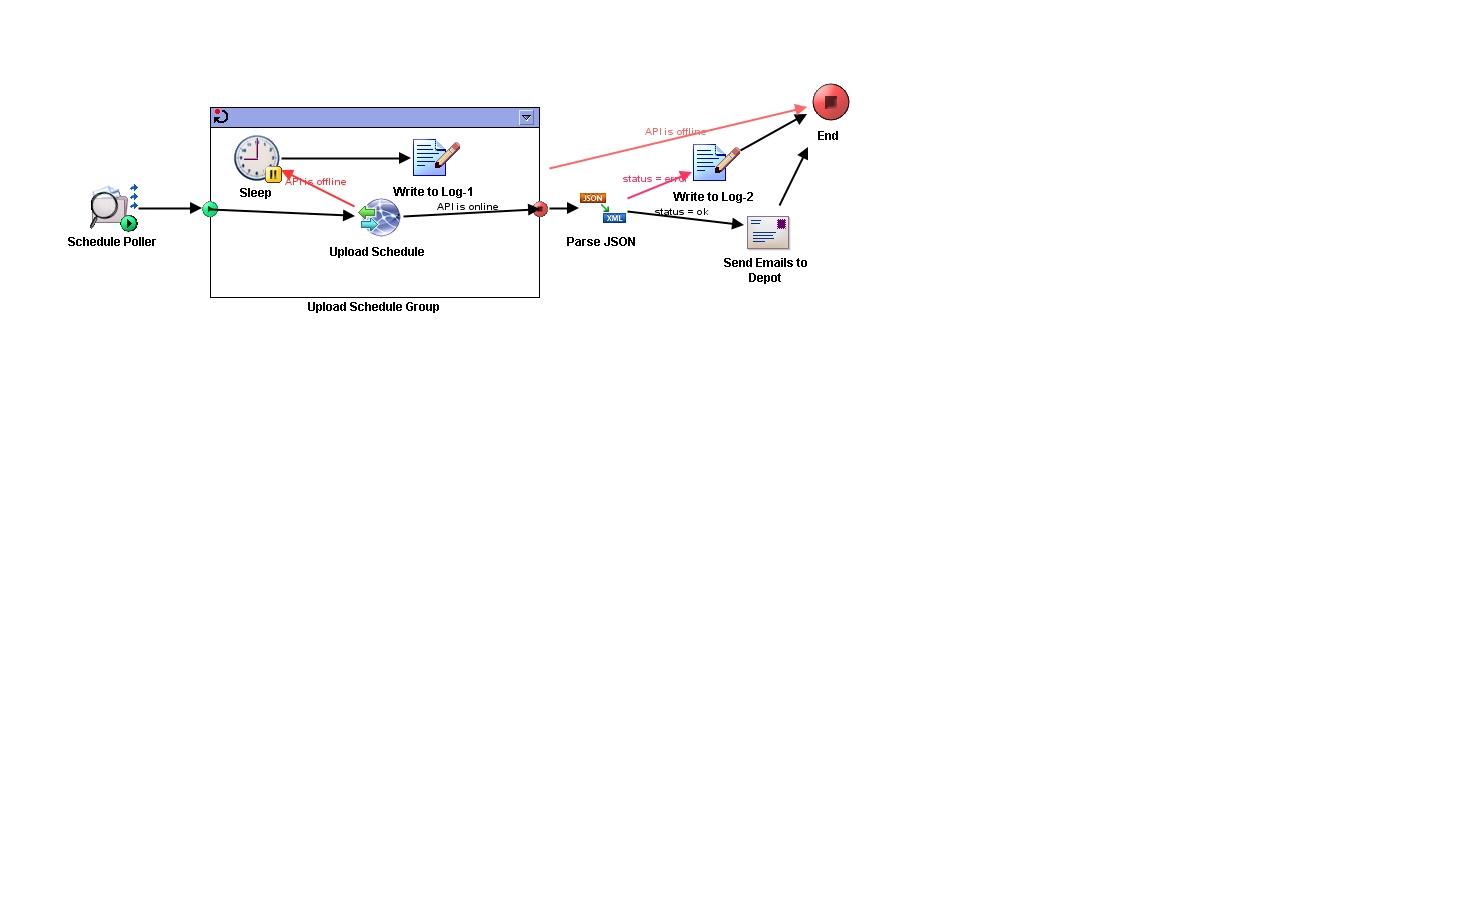 End
API is offline
Sleep
API is offline
Write to Log-1
status = error
Write to Log-2
JSON
XML
API is online
status = ok
Schedule Poller
Upload Schedule
Parse JSON
Send Emails to
Depot
Upload Schedule Group